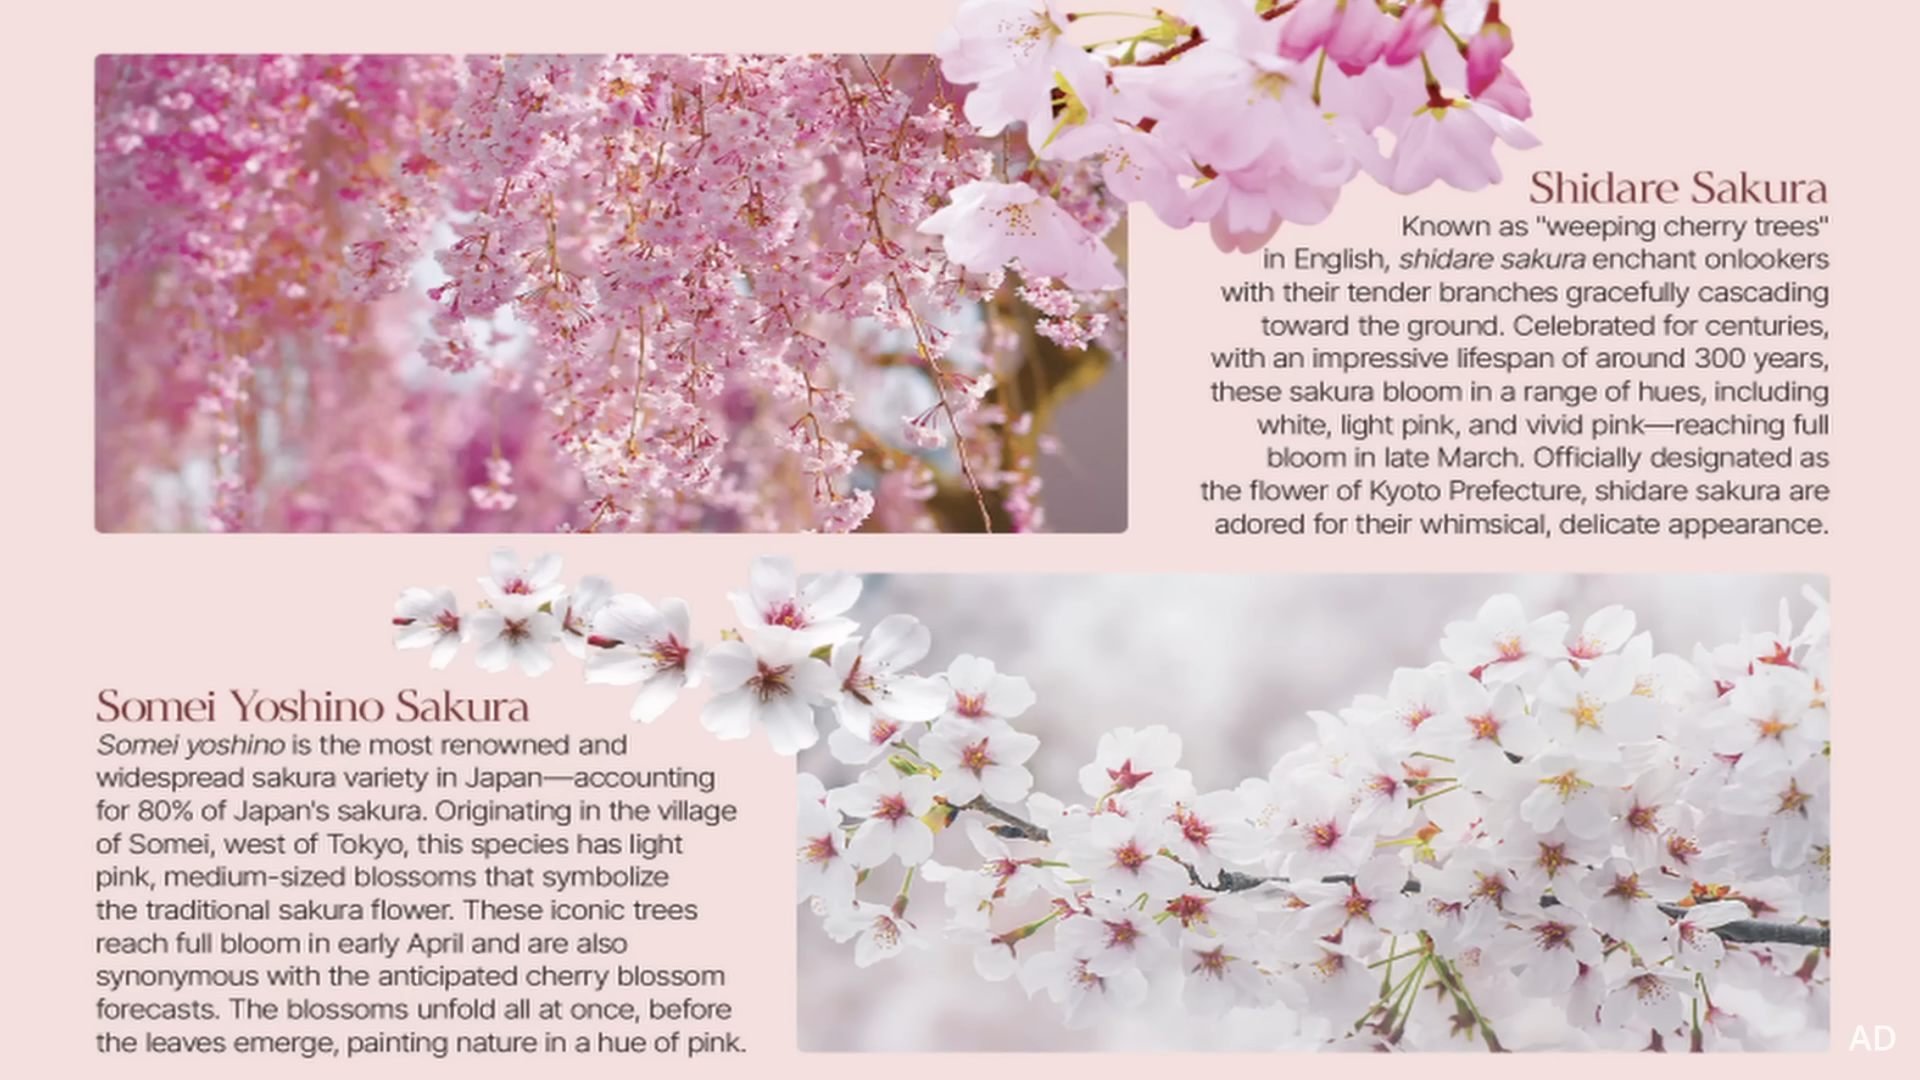 Shidare Sakura
Known as "weeping cherry trees"
in English, shidare sakura enchant onlookers
with their tender branches gracefully cascading
toward the ground. Celebrated for centuries,
with an impressive lifespan of around 300 years,
these sakura bloom in a range of hues, including
white, light pink, and vivid pink—reaching full
bloom in late March. Officially designated as
the flower of Kyoto Prefecture, shidare sakura are
adored for their whimsical, delicate appearance.
Somei Yoshino Sakura
Somei yoshino is the most renowned and
widespread sakura variety in Japan—accounting
for 80% of Japan's sakura. Originating in the village
of Somei, west of Tokyo, this species has light
pink, medium-sized blossoms that symbolize
the traditional sakura flower. These iconic trees
reach full bloom in early April and are also
synonymous with the anticipated cherry blossom
forecasts. The blossoms unfold all at once, before
the leaves emerge, painting nature in a hue of pink.
AD